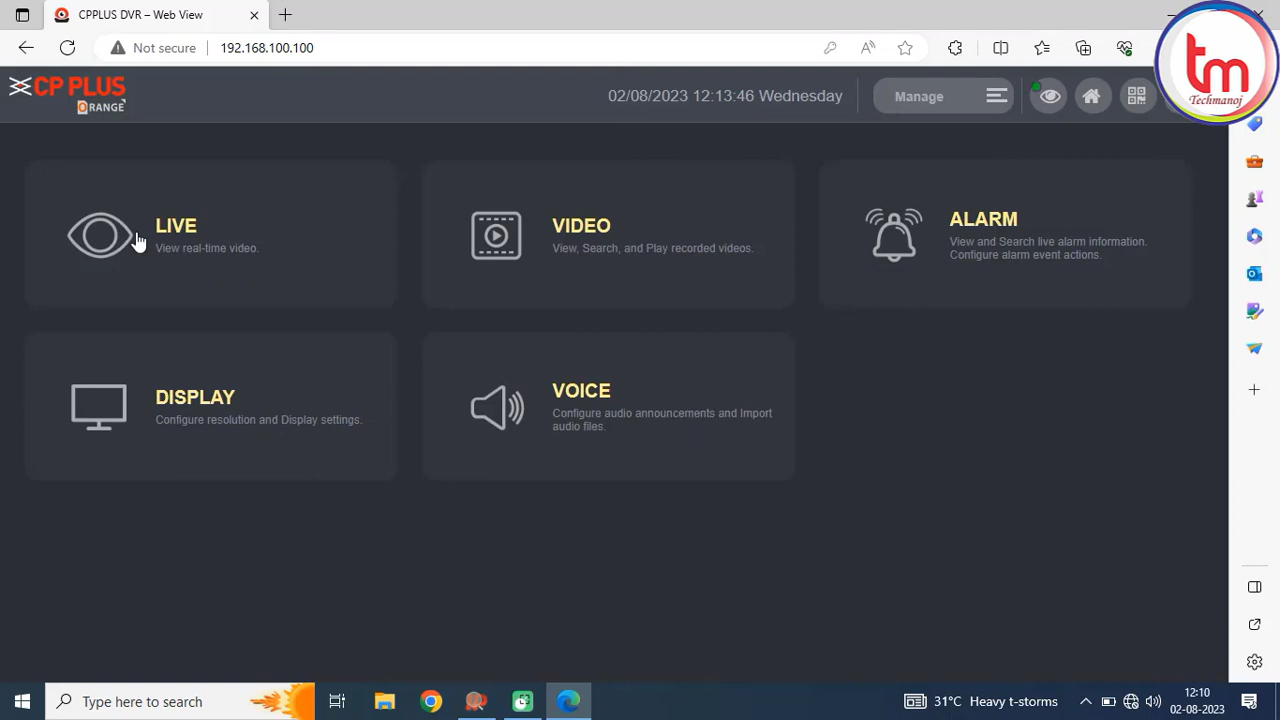 CPPLUS DVR – Web View
Not secure
192.168.100.100
tm
Techmanoj
CP PLUS
ORANGE
02/08/2023 12:13:46 Wednesday
Manage
LIVE
View real-time video.
VIDEO
View, Search, and Play recorded videos.
ALARM
View and Search live alarm information.
Configure alarm event actions.
DISPLAY
Configure resolution and Display settings.
VOICE
Configure audio announcements and Import
audio files.
Type here to search
31°C Heavy t-storms
12:10
02-08-2023